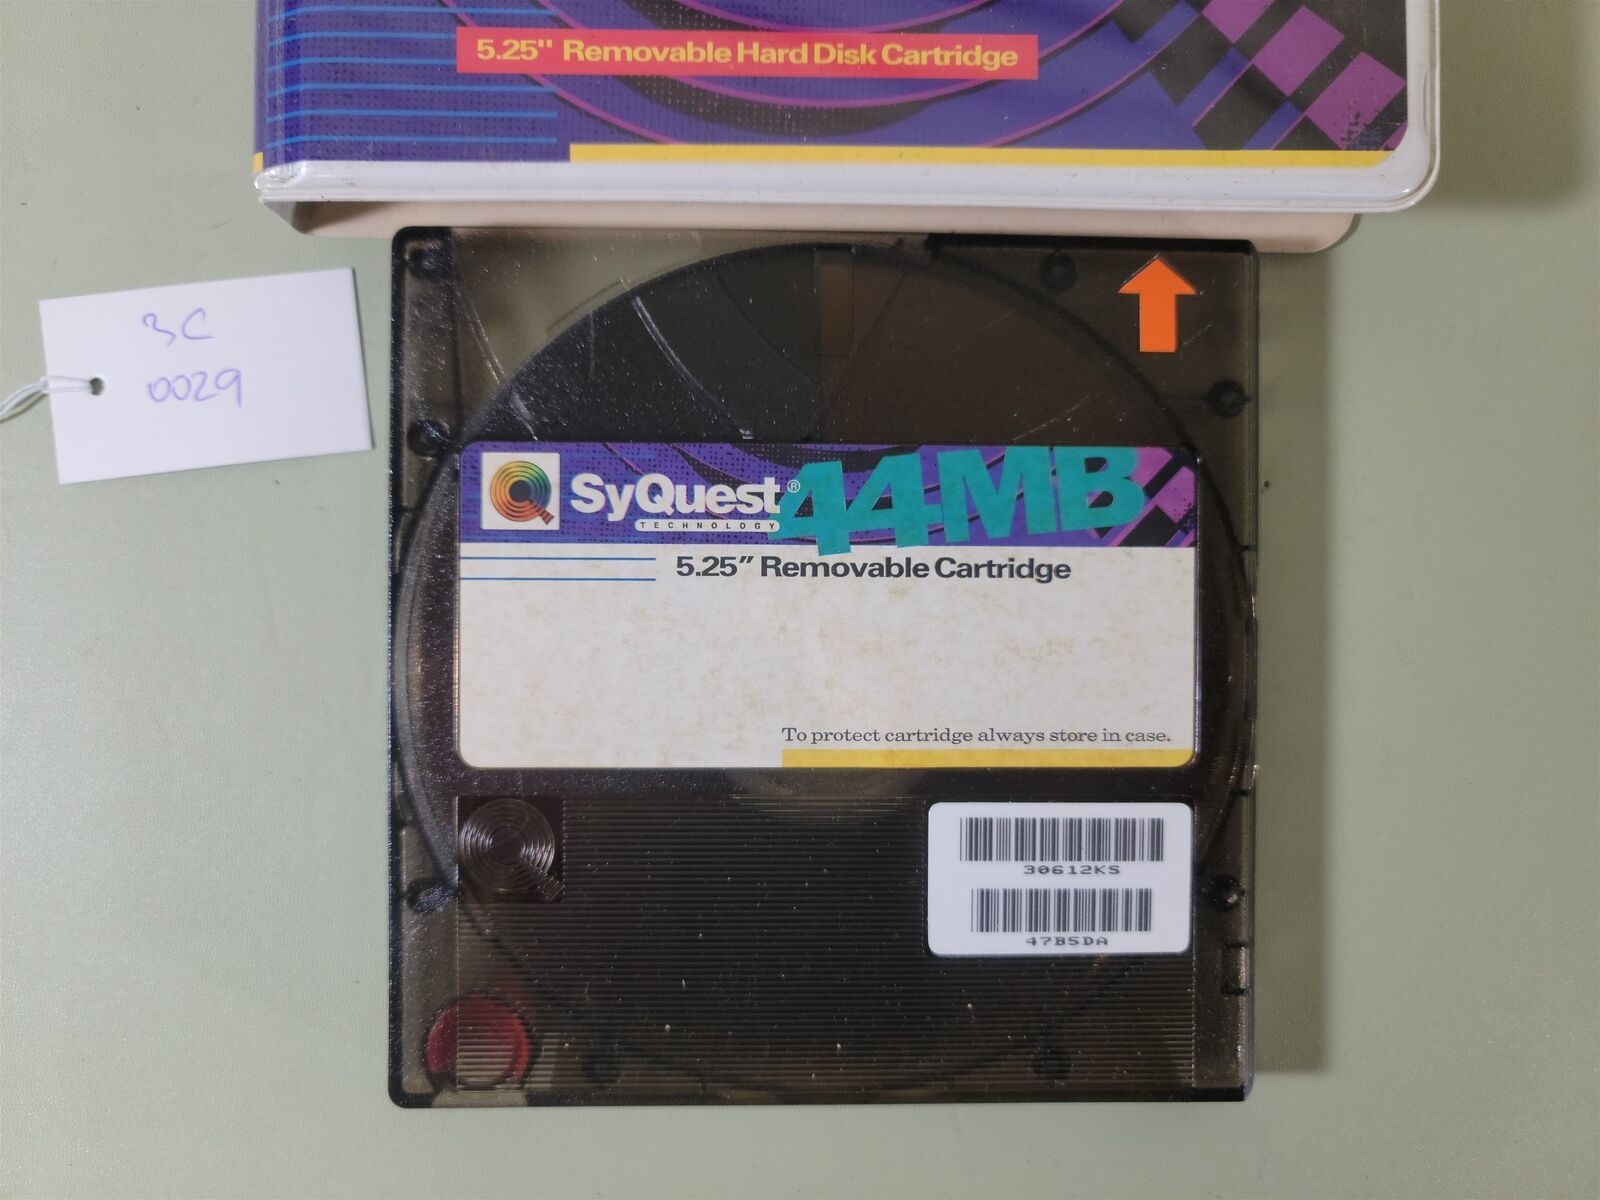 5.25" Removable Hard Disk Cartridge
3C
0029
SyQuest® 44MB
TECHNOLOGY
5.25" Removable Cartridge
To protect cartridge always store in case.
30612KS
47B5DA